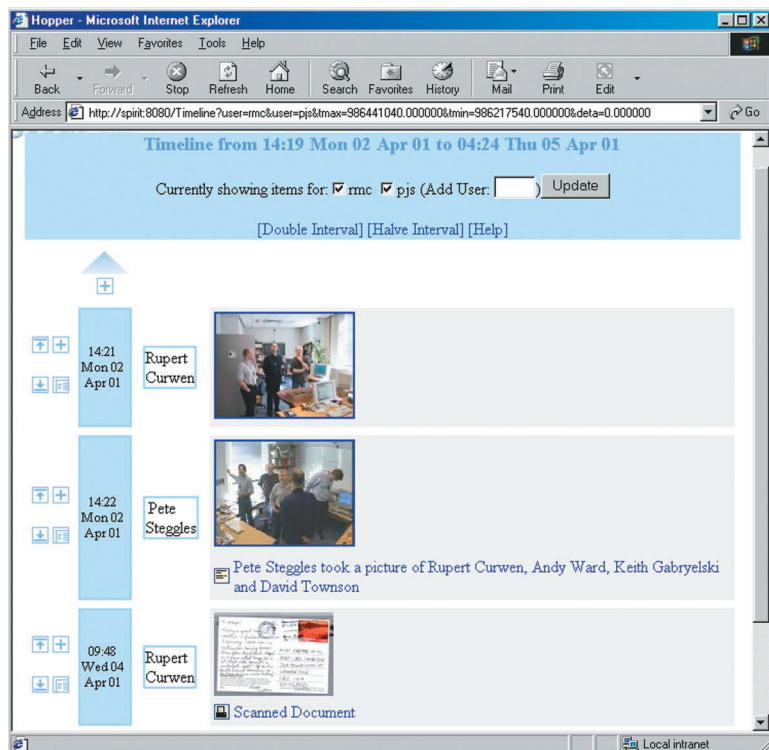 Hopper - Microsoft Internet Explorer
File Edit View Favorites Tools Help
Back Forward Stop Refresh Home Search Favorites History Mail Print Edit
Address http://spirit:8080/Timeline?user=rmc&user=pjs&tmax=986441040.000000&tmin=986217540.000000&deta=0.000000 Go
Timeline from 14:19 Mon 02 Apr 01 to 04:24 Thu 05 Apr 01
Currently showing items for: rmc pjs (Add User: ) Update
[Double Interval] [Halve Interval] [Help]
14:21
Mon 02
Apr 01
Rupert
Curwen
14:22
Mon 02
Apr 01
Pete
Steggles
Pete Steggles took a picture of Rupert Curwen, Andy Ward, Keith Gabryelski
and David Townson
09:48
Wed 04
Apr 01
Rupert
Curwen
Scanned Document
Local intranet